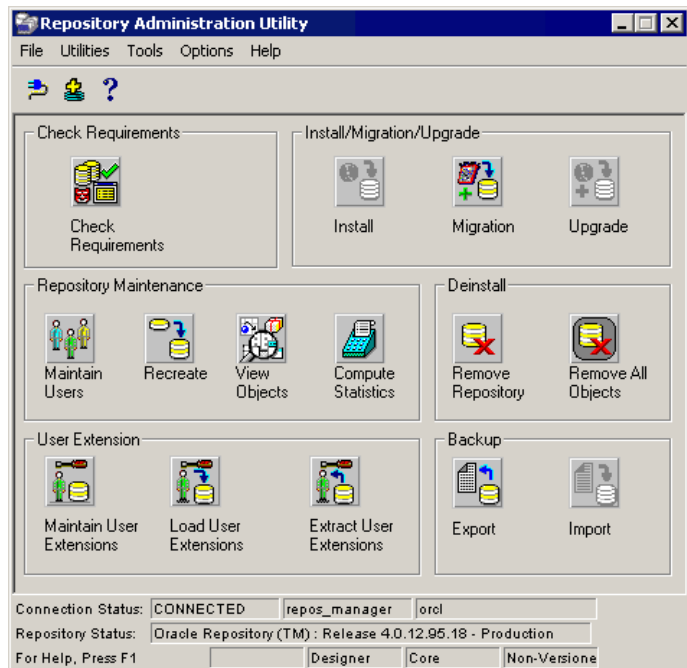 Repository Administration Utility
File Utilities Tools Options Help
Check Requirements
Check
Requirements
Install/Migration/Upgrade
Install
Migration
Upgrade
Repository Maintenance
Maintain
Users
Recreate
View
Objects
Compute
Statistics
Deinstall
Remove
Repository
Remove All
Objects
User Extension
Maintain User
Extensions
Load User
Extensions
Extract User
Extensions
Backup
Export
Import
Connection Status: CONNECTED repos_manager orcl
Repository Status: Oracle Repository (TM) : Release 4.0.12.95.18 - Production
For Help, Press F1 Designer Core Non-Versione